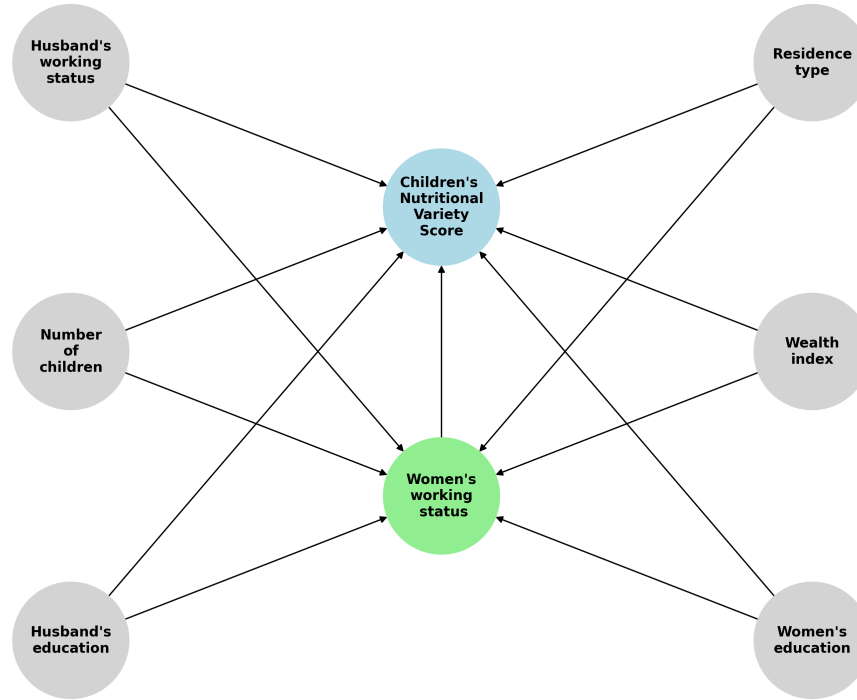 Husband's
working
status
Residence
type
Children's
Nutritional
Variety
Score
Number
of
children
Wealth
index
Women's
working
status
Husband's
education
Women's
education